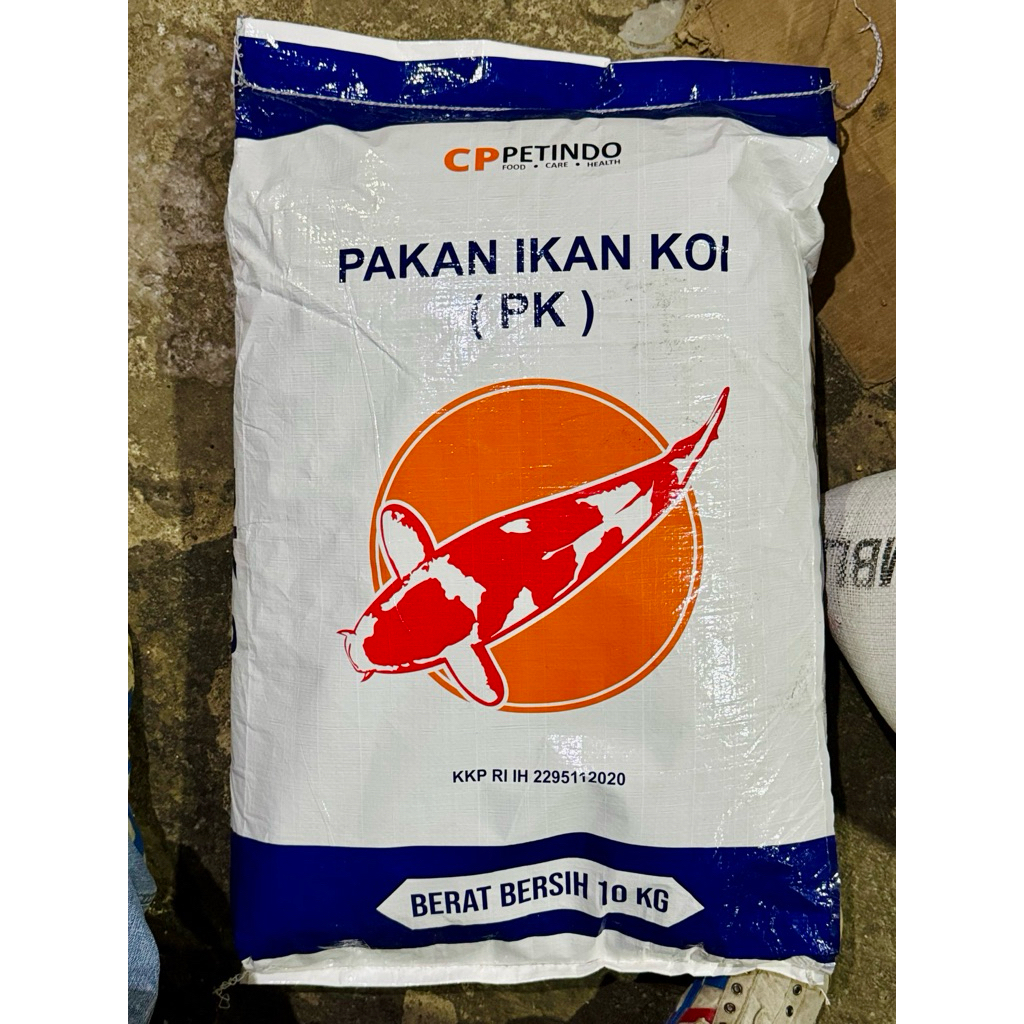 CPPETINDO
FOOD • CARE • HEALTH
PAKAN IKAN KOI
( PK )
KKP RI IH 2295112020
BERAT BERSIH 10 KG